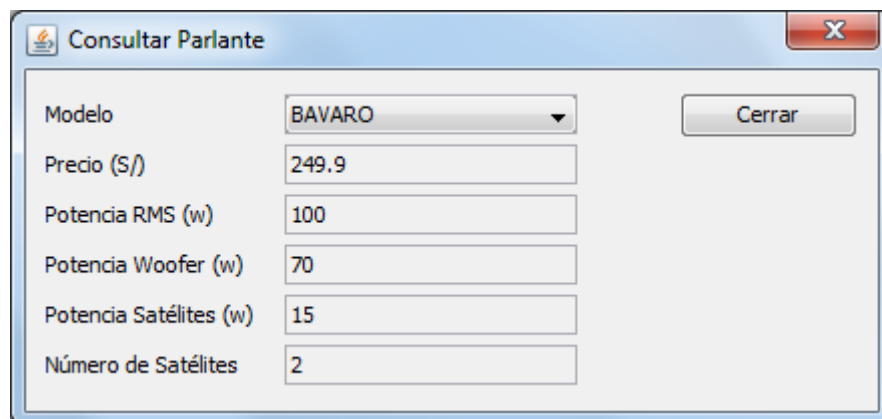 Consultar Parlante
Modelo BAVARO Cerrar
Precio (S/) 249.9
Potencia RMS (w) 100
Potencia Woofer (w) 70
Potencia Satélites (w) 15
Número de Satélites 2